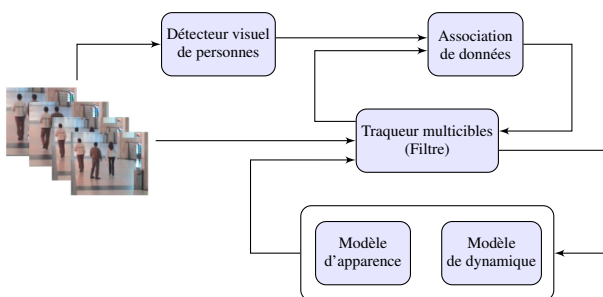 Détecteur visuel
de personnes
Association
de données
Traqueur multicibles
(Filtre)
Modèle
d'apparence
Modèle
de dynamique